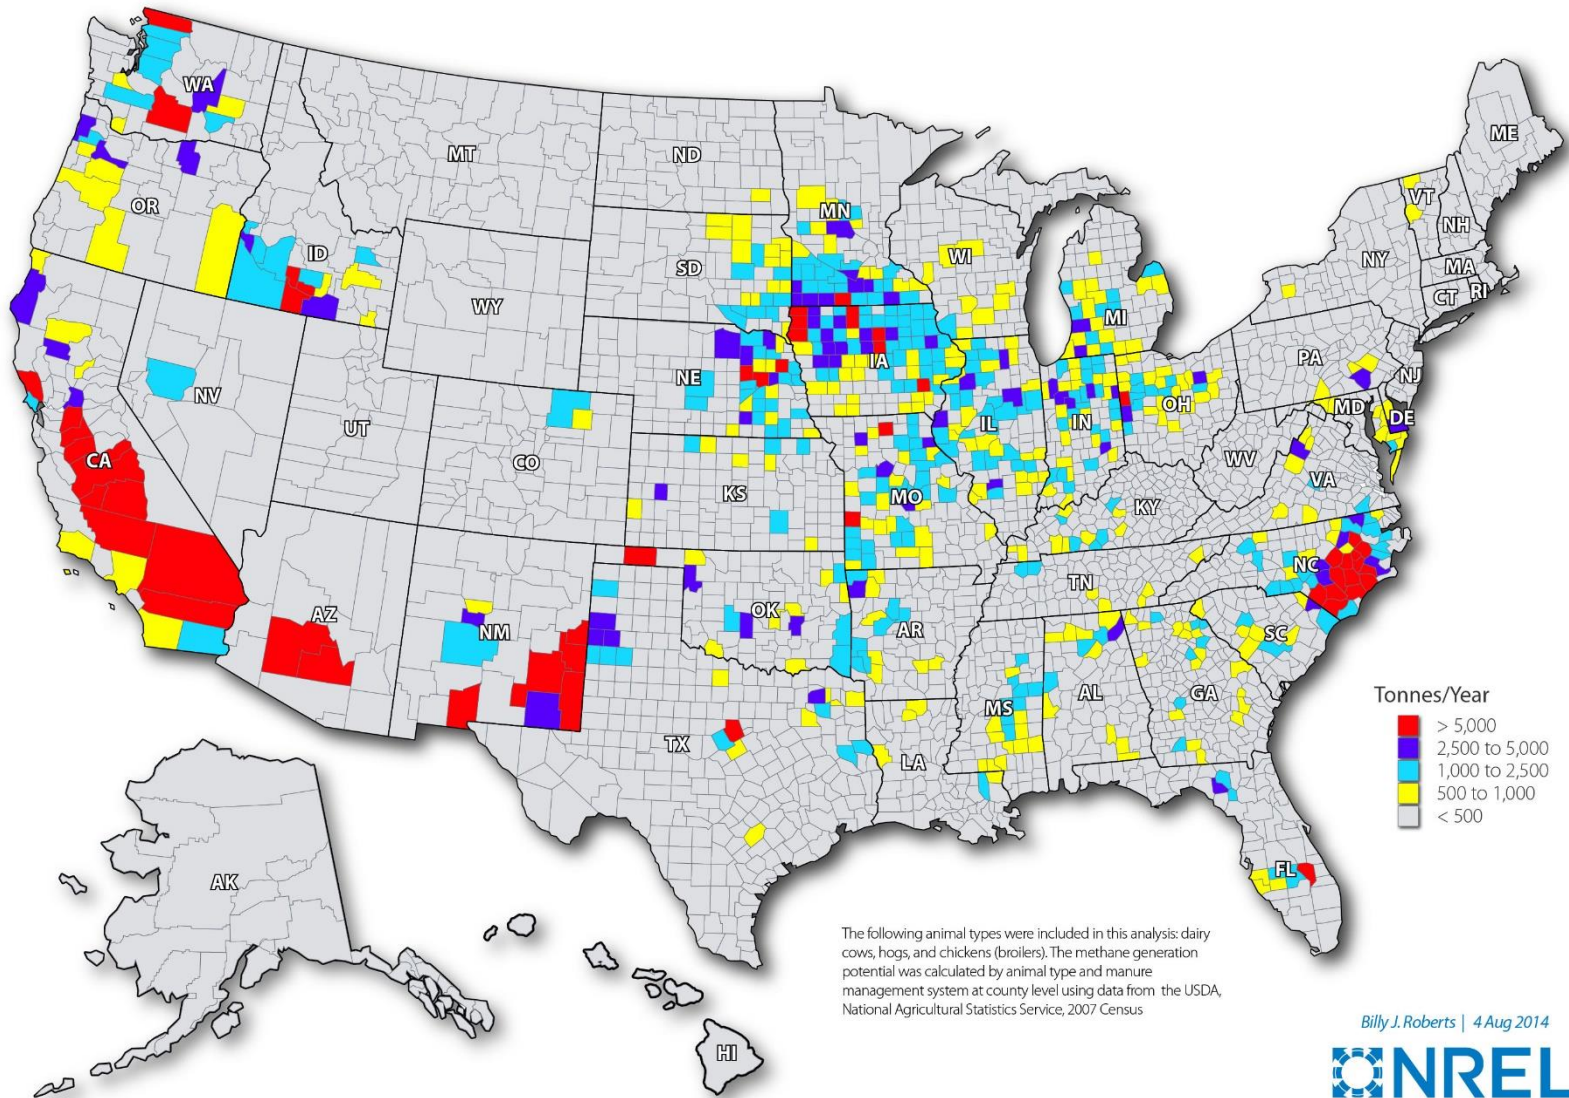 WA
MT
ND
MN
ME
OR
ID
SD
WI
VT
NH
NY
MA
CT
RI
WY
MI
NV
NE
IA
PA
NJ
UT
CO
IL
IN
OH
MD
DE
CA
KS
MO
WV
VA
KY
AZ
NM
OK
AR
TN
NC
SC
TX
LA
MS
AL
GA
FL
AK
HI
Tonnes/Year
> 5,000
2,500 to 5,000
1,000 to 2,500
500 to 1,000
< 500
The following animal types were included in this analysis: dairy
cows, hogs, and chickens (broilers). The methane generation
potential was calculated by animal type and manure
management system at county level using data from the USDA,
National Agricultural Statistics Service, 2007 Census
Billy J. Roberts | 4 Aug 2014
NREL